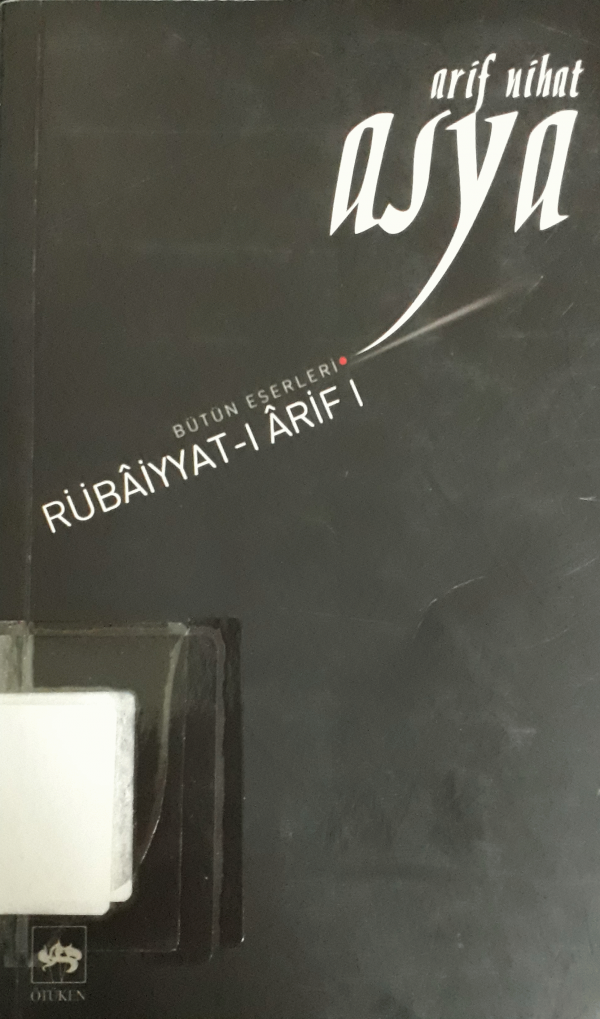 arif nihat
asya
BÜTÜN ESERLERİ
RÜBÂİYYAT-I ÂRİF I
ÖTÜKEN